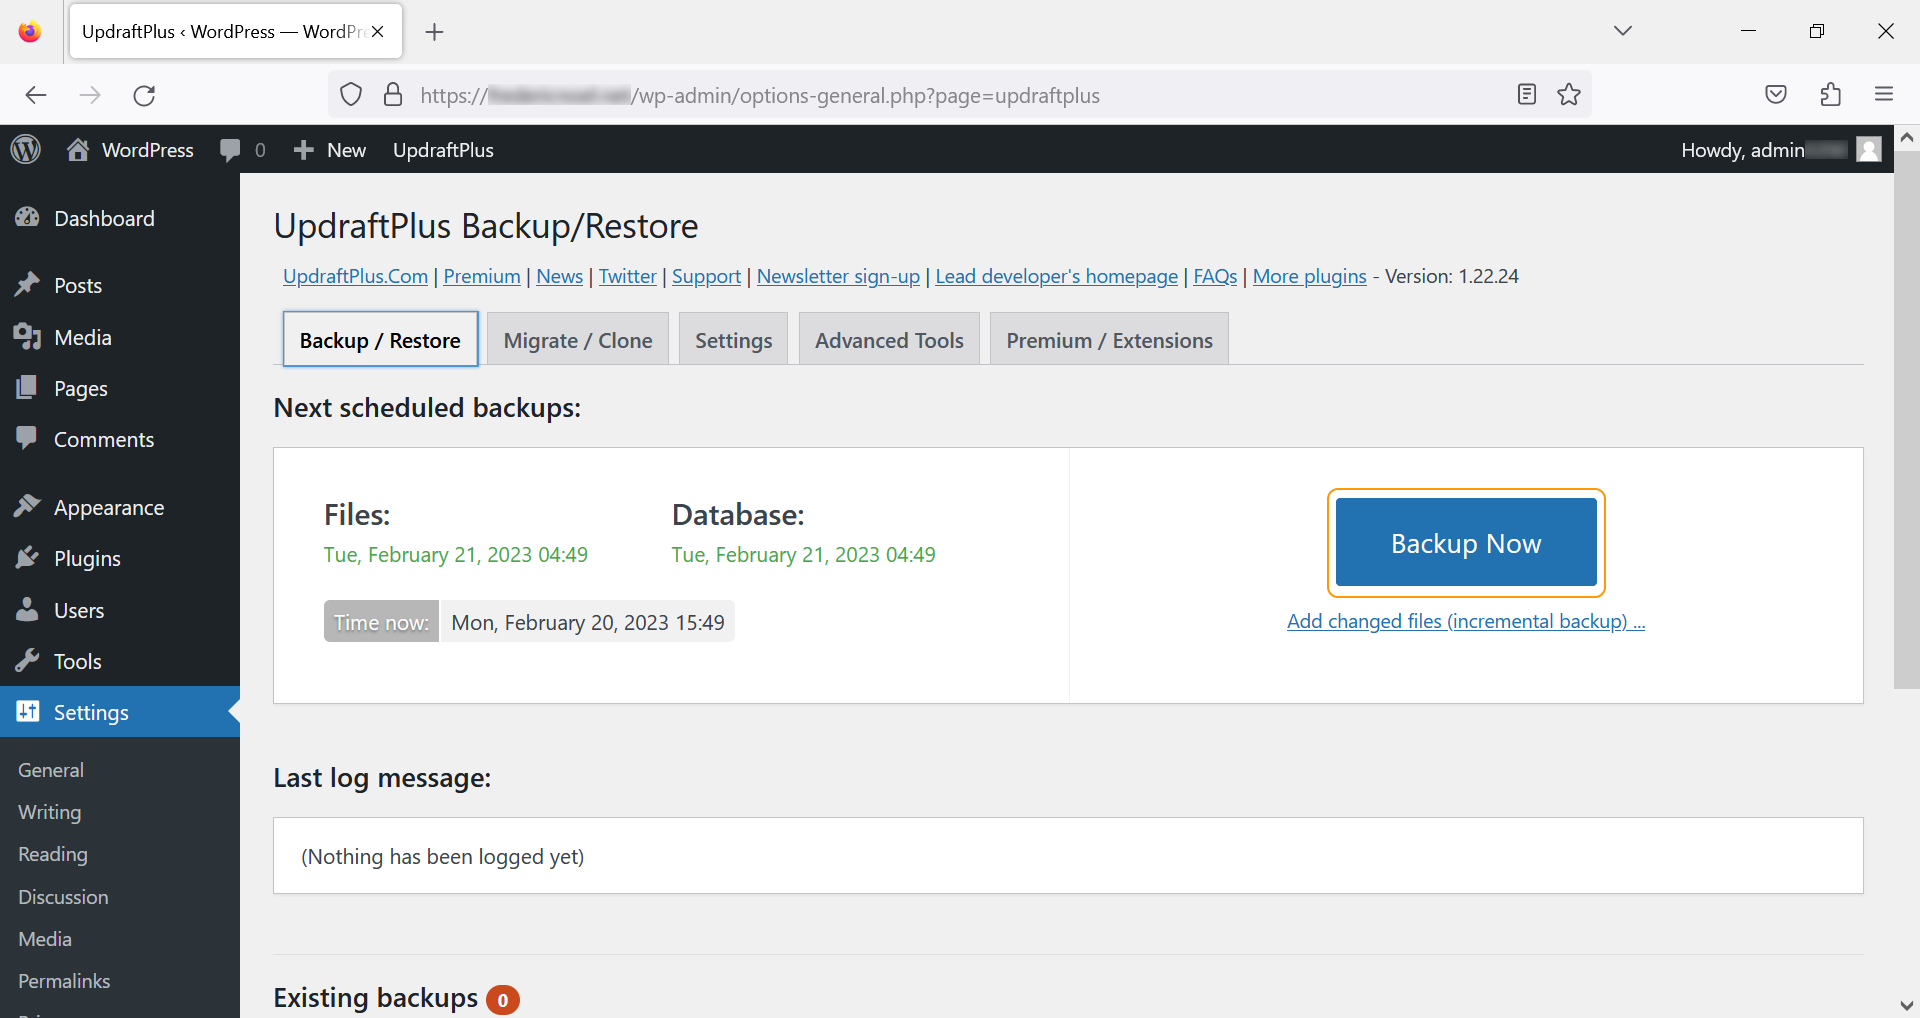 UpdraftPlus ‹ WordPress — WordPr
https:// /wp-admin/options-general.php?page=updraftplus
WordPress 0 New UpdraftPlus Howdy, admin
Dashboard
Posts
Media
Pages
Comments
Appearance
Plugins
Users
Tools
Settings
General
Writing
Reading
Discussion
Media
Permalinks
UpdraftPlus Backup/Restore
UpdraftPlus.Com | Premium | News | Twitter | Support | Newsletter sign-up | Lead developer's homepage | FAQs | More plugins - Version: 1.22.24
Backup / Restore Migrate / Clone Settings Advanced Tools Premium / Extensions
Next scheduled backups:
Files: Database:
Tue, February 21, 2023 04:49 Tue, February 21, 2023 04:49
Time now: Mon, February 20, 2023 15:49
Backup Now
Add changed files (incremental backup) ...
Last log message:
(Nothing has been logged yet)
Existing backups 0